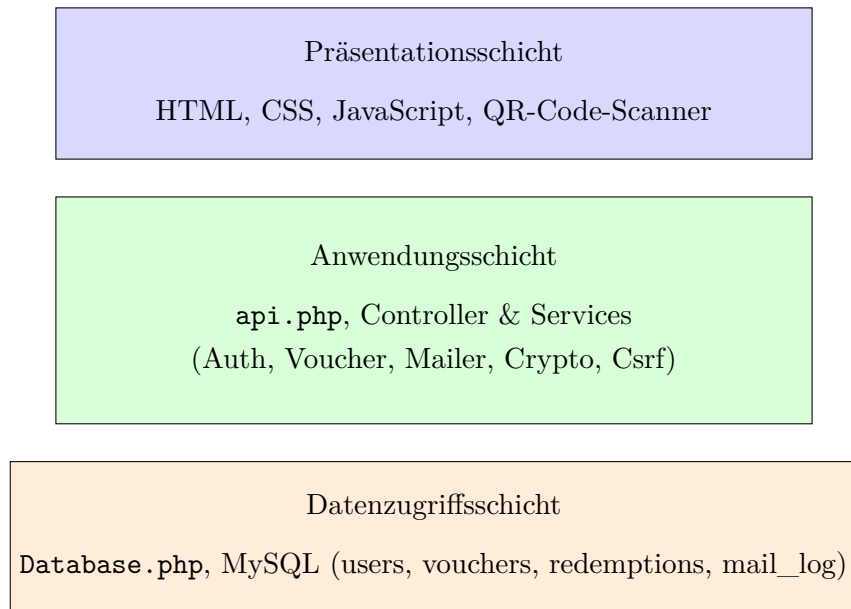 Präsentationsschicht
HTML, CSS, JavaScript, QR-Code-Scanner
Anwendungsschicht
api.php, Controller & Services
(Auth, Voucher, Mailer, Crypto, Csrf)
Datenzugriffsschicht
Database.php, MySQL (users, vouchers, redemptions, mail_log)